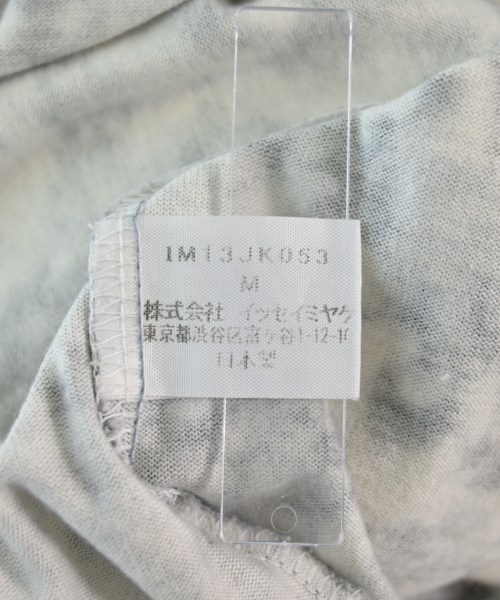 IM13JK053
M
株式会社 イッセイミヤケ
東京都渋谷区富ヶ谷1-12-10
日本製